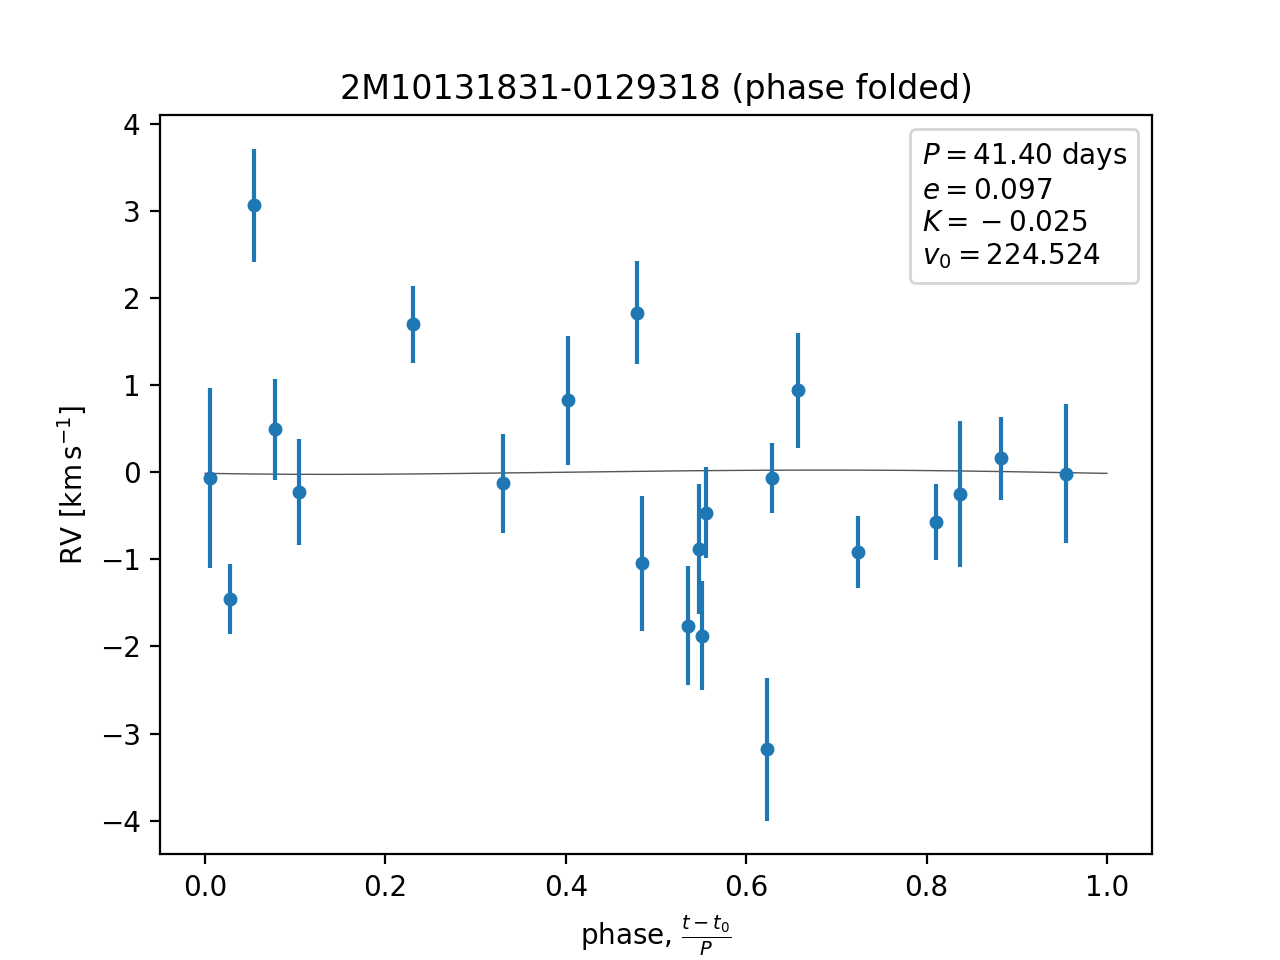 2M10131831-0129318 (phase folded)
P = 41.40 days
e = 0.097
K = −0.025
v₀ = 224.524
4
3
2
1
0
−1
−2
−3
−4
RV [km s⁻¹]
0.0 0.2 0.4 0.6 0.8 1.0
phase, (t − t₀)/P